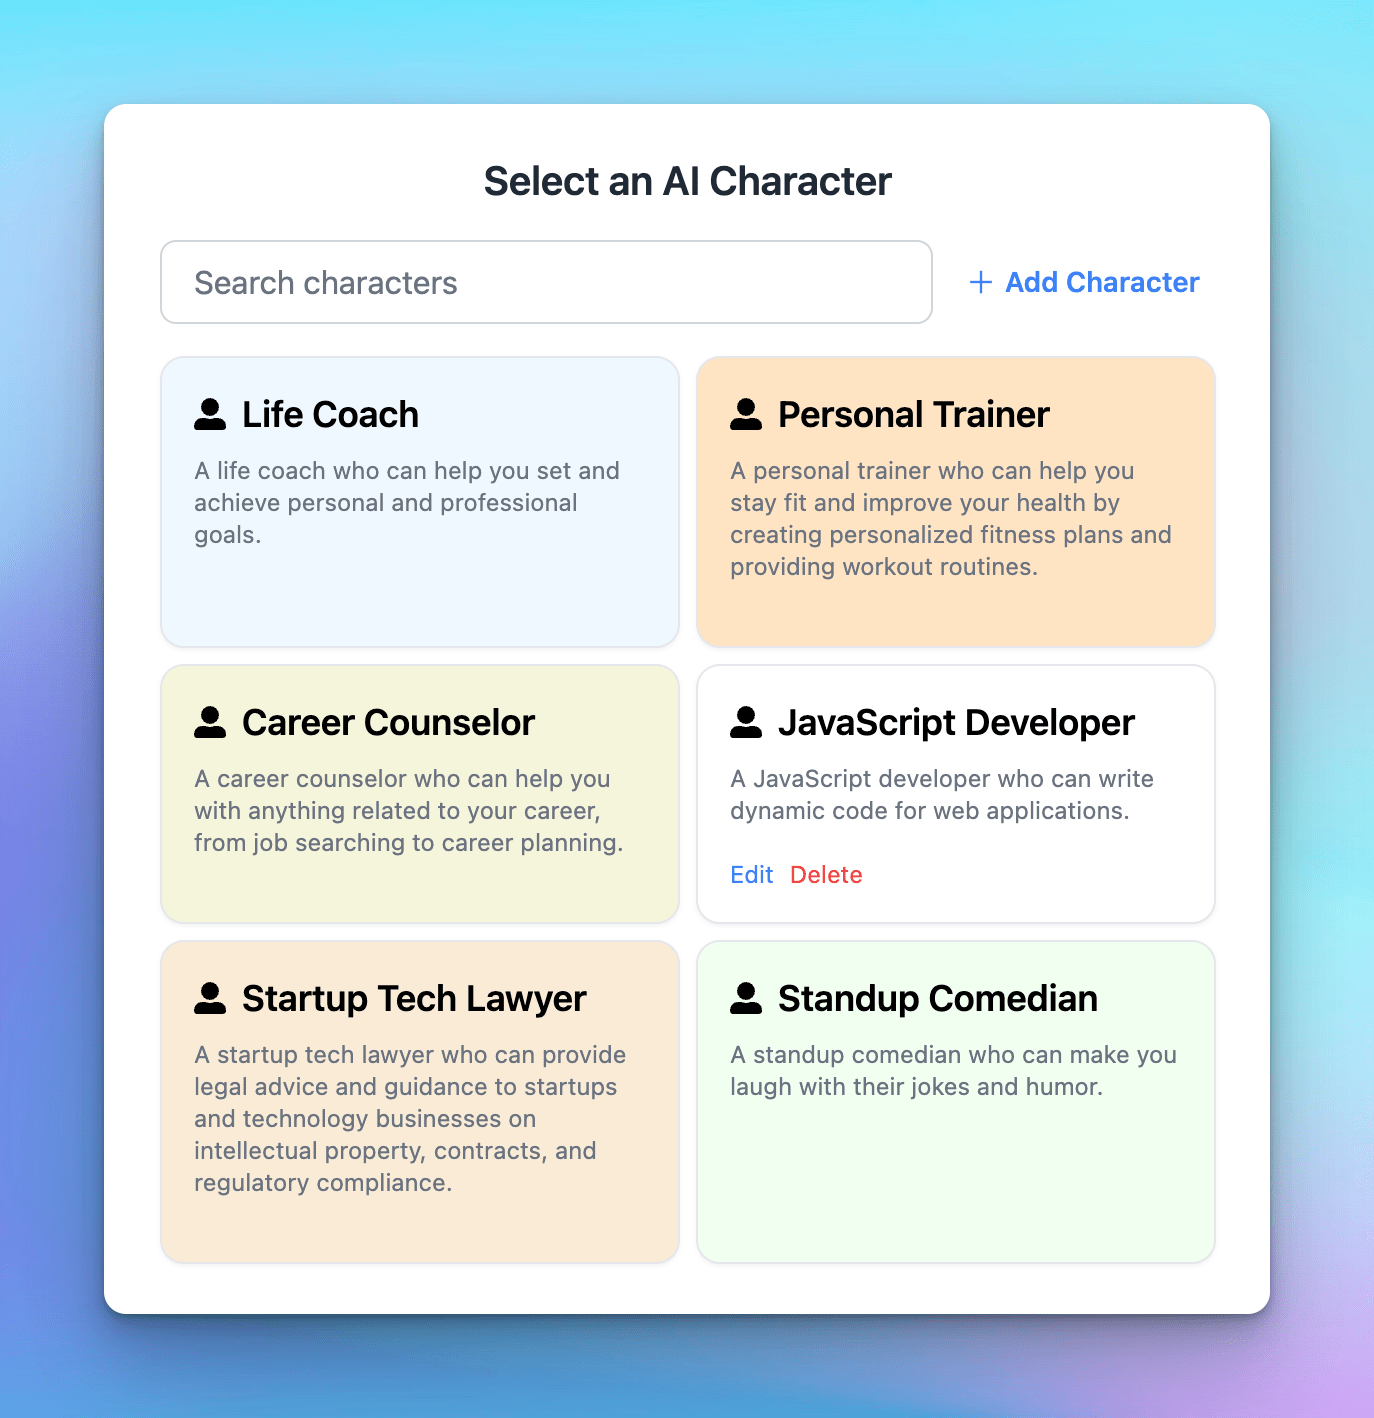 Select an AI Character
Search characters
+ Add Character
Life Coach
A life coach who can help you set and
achieve personal and professional
goals.
Personal Trainer
A personal trainer who can help you
stay fit and improve your health by
creating personalized fitness plans and
providing workout routines.
Career Counselor
A career counselor who can help you
with anything related to your career,
from job searching to career planning.
JavaScript Developer
A JavaScript developer who can write
dynamic code for web applications.
Edit Delete
Startup Tech Lawyer
A startup tech lawyer who can provide
legal advice and guidance to startups
and technology businesses on
intellectual property, contracts, and
regulatory compliance.
Standup Comedian
A standup comedian who can make you
laugh with their jokes and humor.